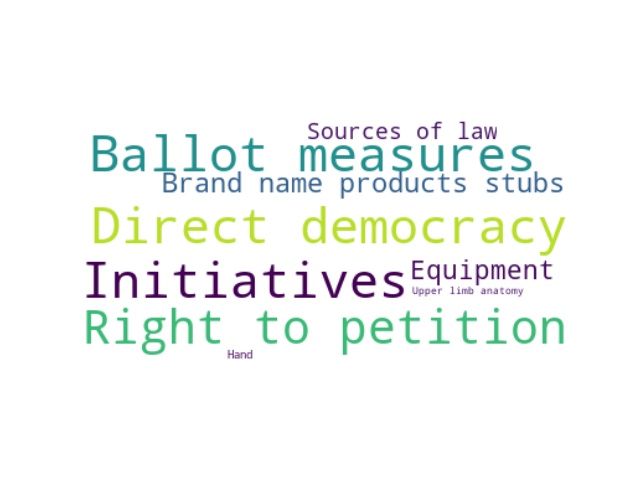 Sources of law
Ballot measures
Brand name products stubs
Direct democracy
Initiatives
Equipment
Upper limb anatomy
Right to petition
Hand